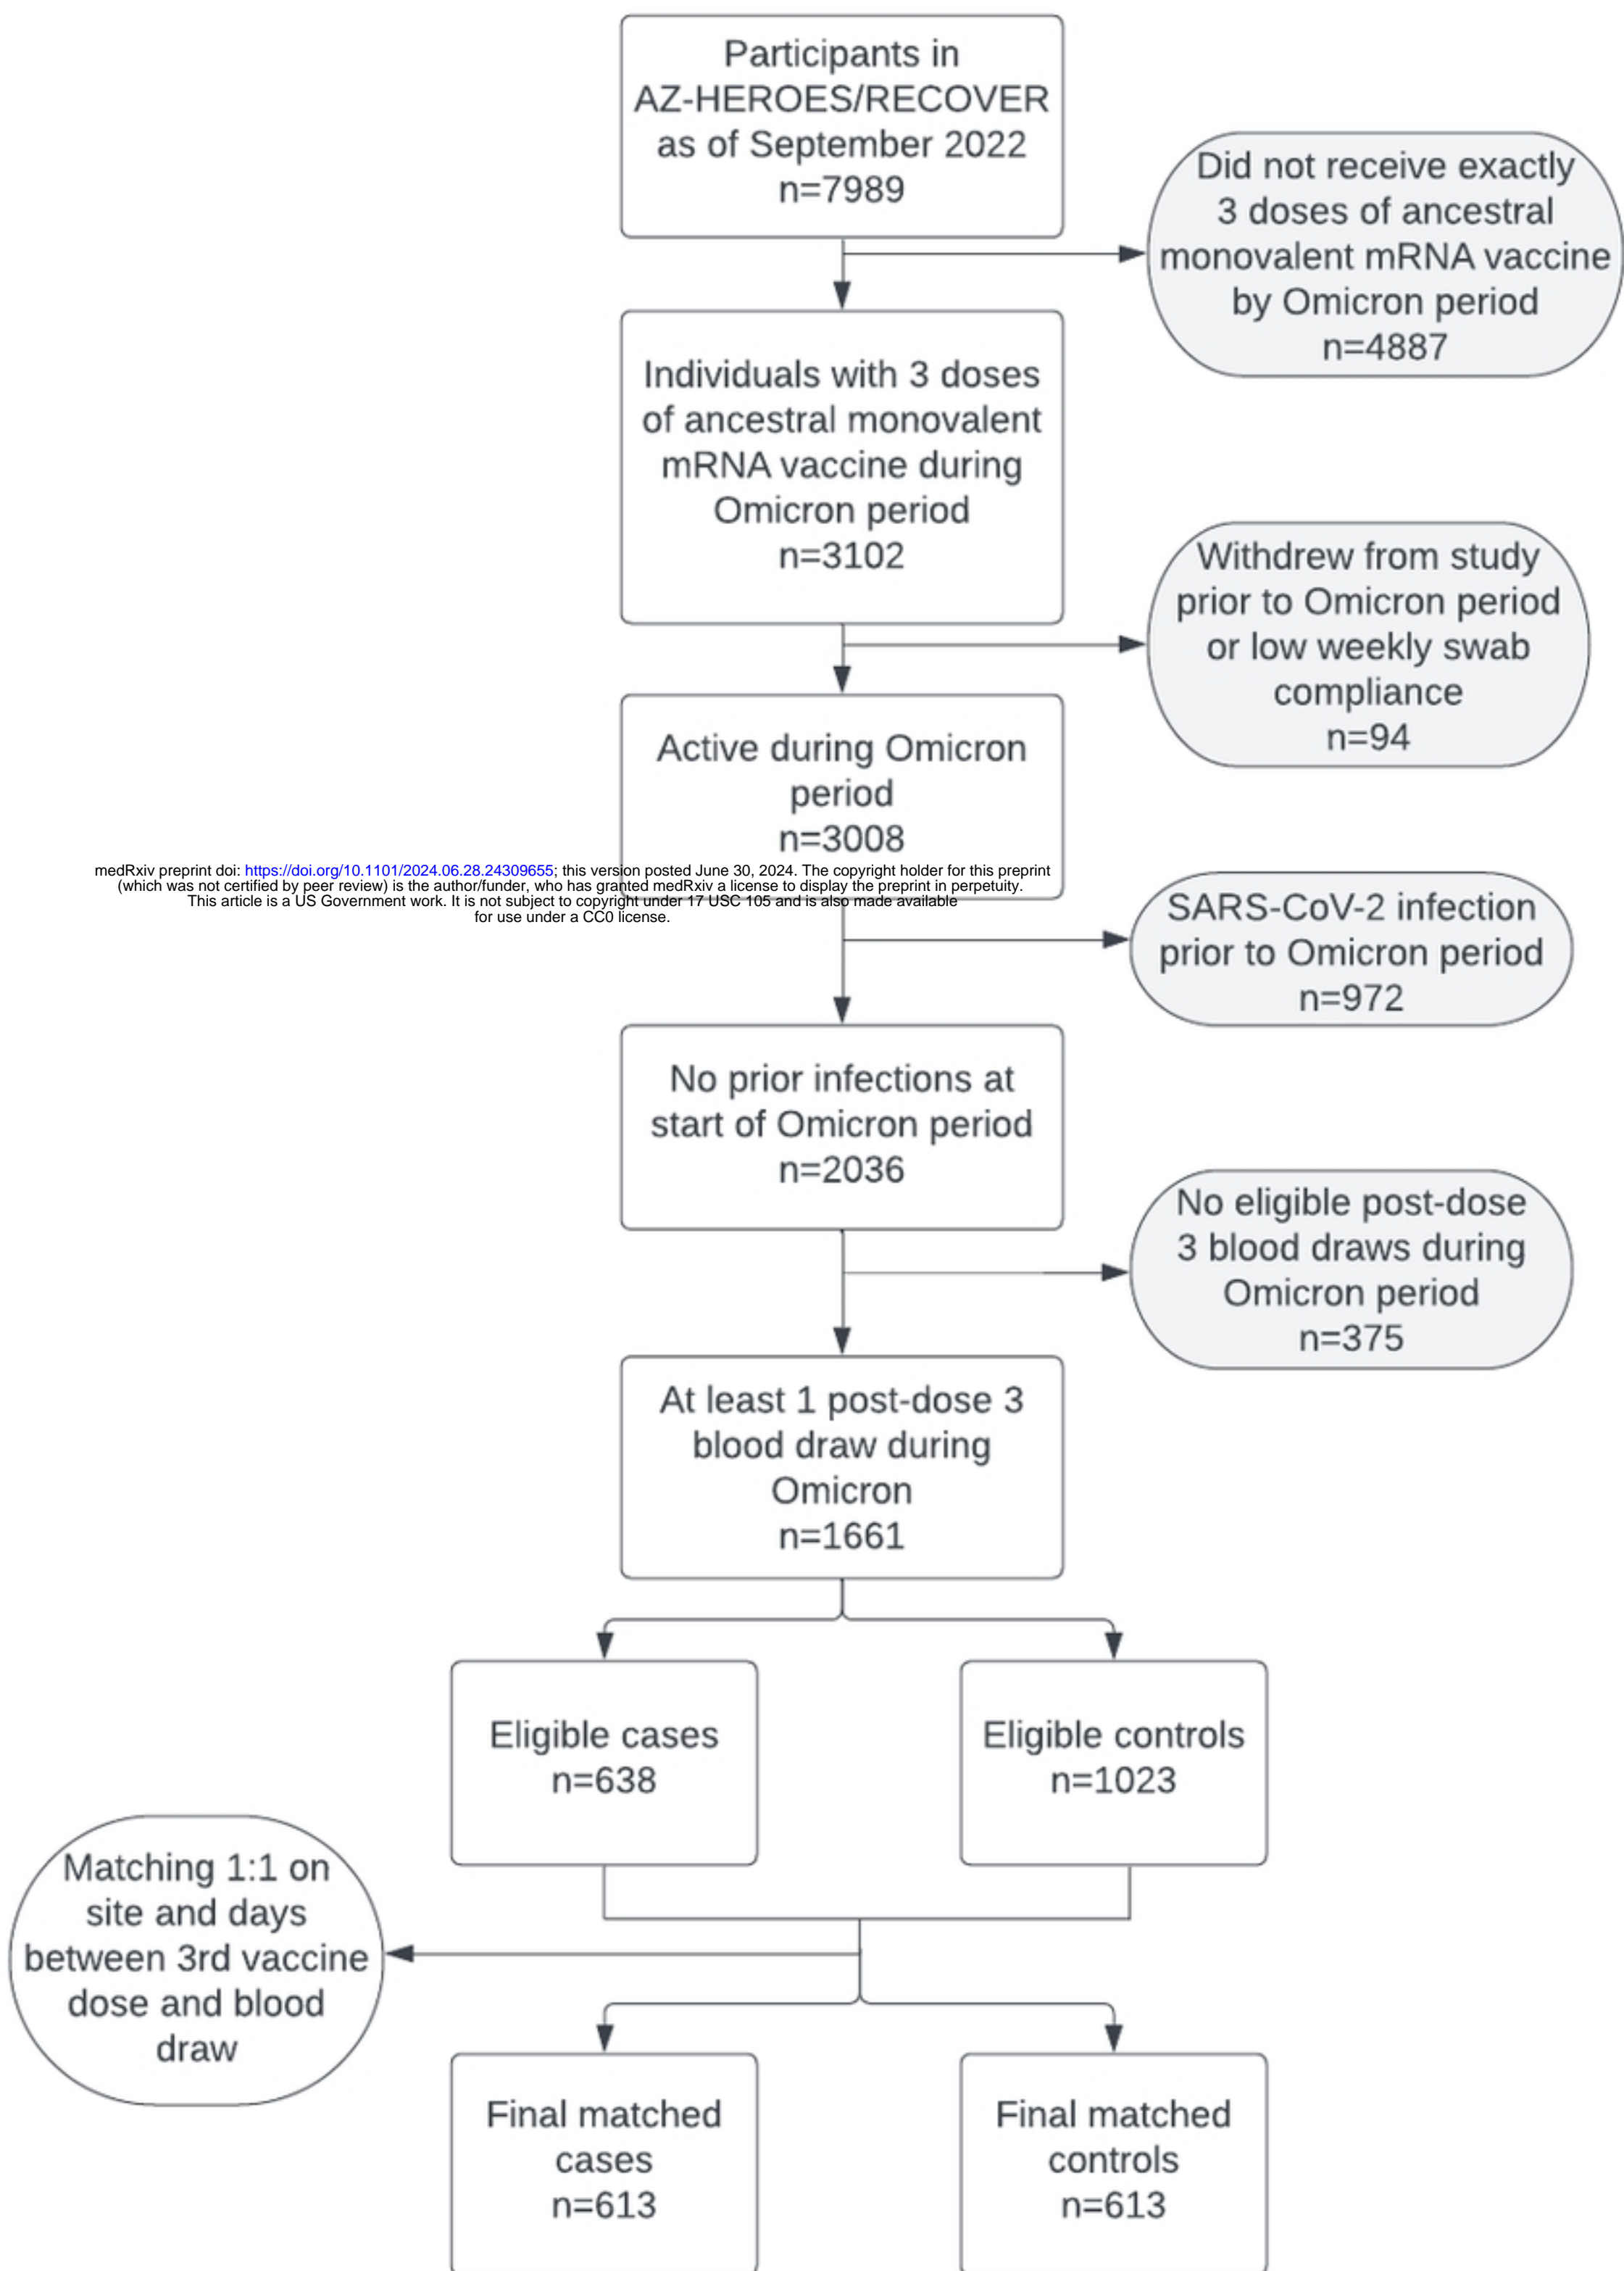 Participants in
AZ-HEROES/RECOVER
as of September 2022
n=7989
Did not receive exactly
3 doses of ancestral
monovalent mRNA vaccine
by Omicron period
n=4887
Individuals with 3 doses
of ancestral monovalent
mRNA vaccine during
Omicron period
n=3102
Withdrew from study
prior to Omicron period
or low weekly swab
compliance
n=94
Active during Omicron
period
n=3008
medRxiv preprint doi: https://doi.org/10.1101/2024.06.28.24309655; this version posted June 30, 2024. The copyright holder for this preprint
(which was not certified by peer review) is the author/funder, who has granted medRxiv a license to display the preprint in perpetuity.
This article is a US Government work. It is not subject to copyright under 17 USC 105 and is also made available
for use under a CC0 license.
SARS-CoV-2 infection
prior to Omicron period
n=972
No prior infections at
start of Omicron period
n=2036
No eligible post-dose
3 blood draws during
Omicron period
n=375
At least 1 post-dose 3
blood draw during
Omicron
n=1661
Eligible cases
n=638
Eligible controls
n=1023
Matching 1:1 on
site and days
between 3rd vaccine
dose and blood
draw
Final matched
cases
n=613
Final matched
controls
n=613